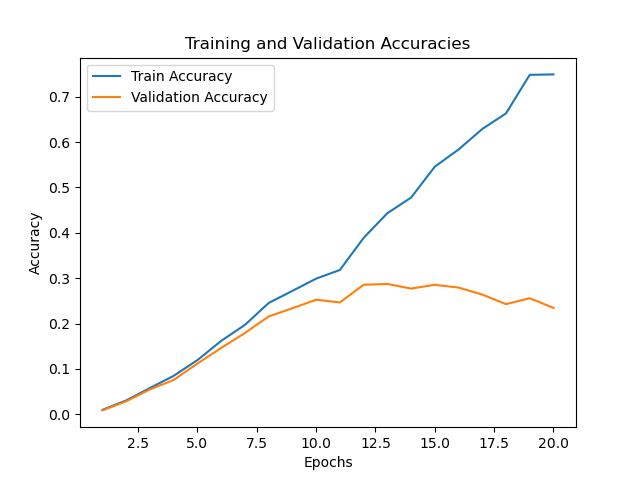 Training and Validation Accuracies
Train Accuracy
Validation Accuracy
Accuracy
0.7
0.6
0.5
0.4
0.3
0.2
0.1
0.0
2.5 5.0 7.5 10.0 12.5 15.0 17.5 20.0
Epochs